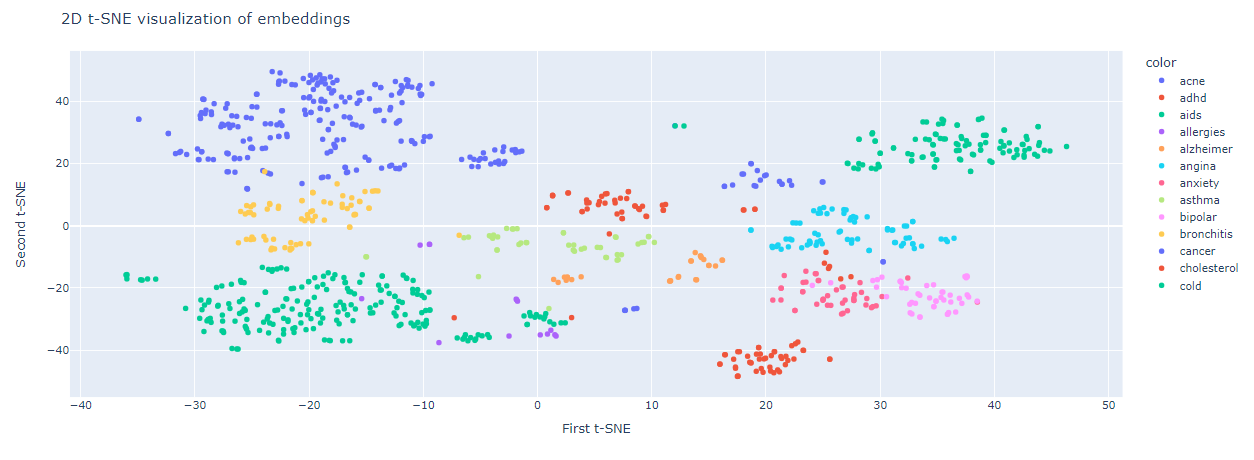 2D t-SNE visualization of embeddings
color
acne
adhd
aids
allergies
alzheimer
angina
anxiety
asthma
bipolar
bronchitis
cancer
cholesterol
cold
Second t-SNE
40
20
0
−20
−40
−40 −30 −20 −10 0 10 20 30 40 50
First t-SNE